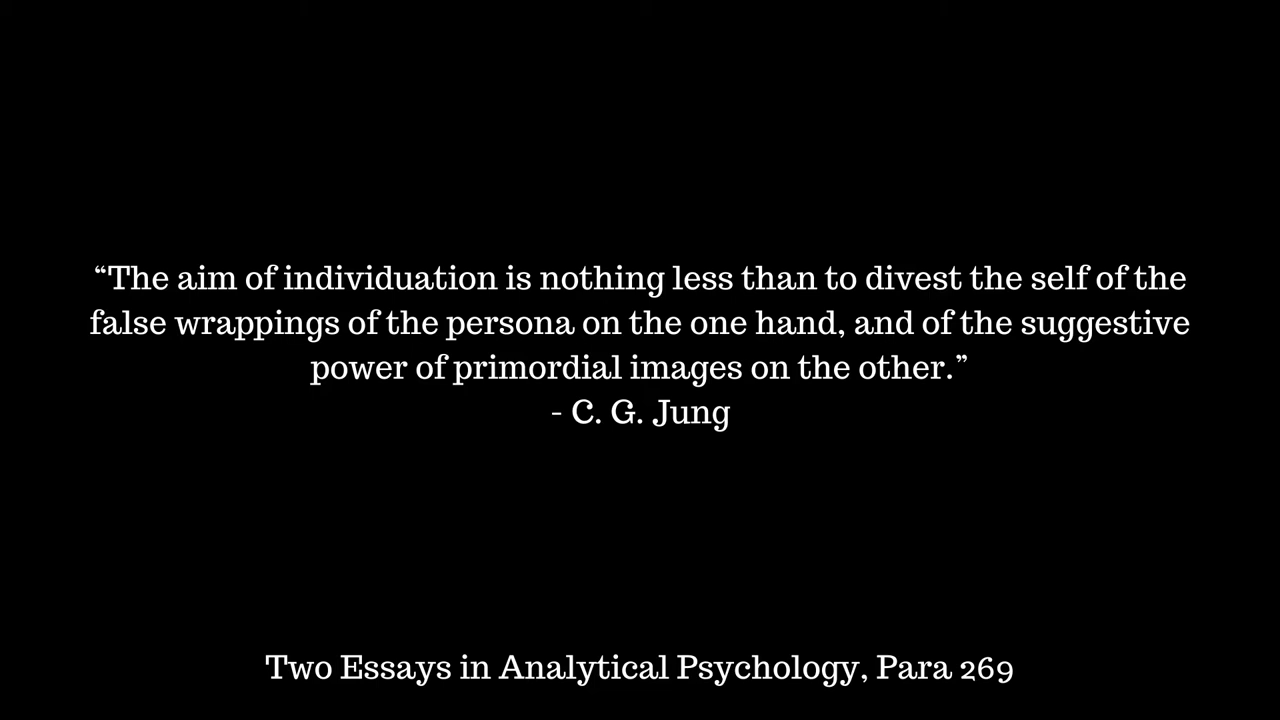 “The aim of individuation is nothing less than to divest the self of the
false wrappings of the persona on the one hand, and of the suggestive
power of primordial images on the other.”
- C. G. Jung
Two Essays in Analytical Psychology, Para 269